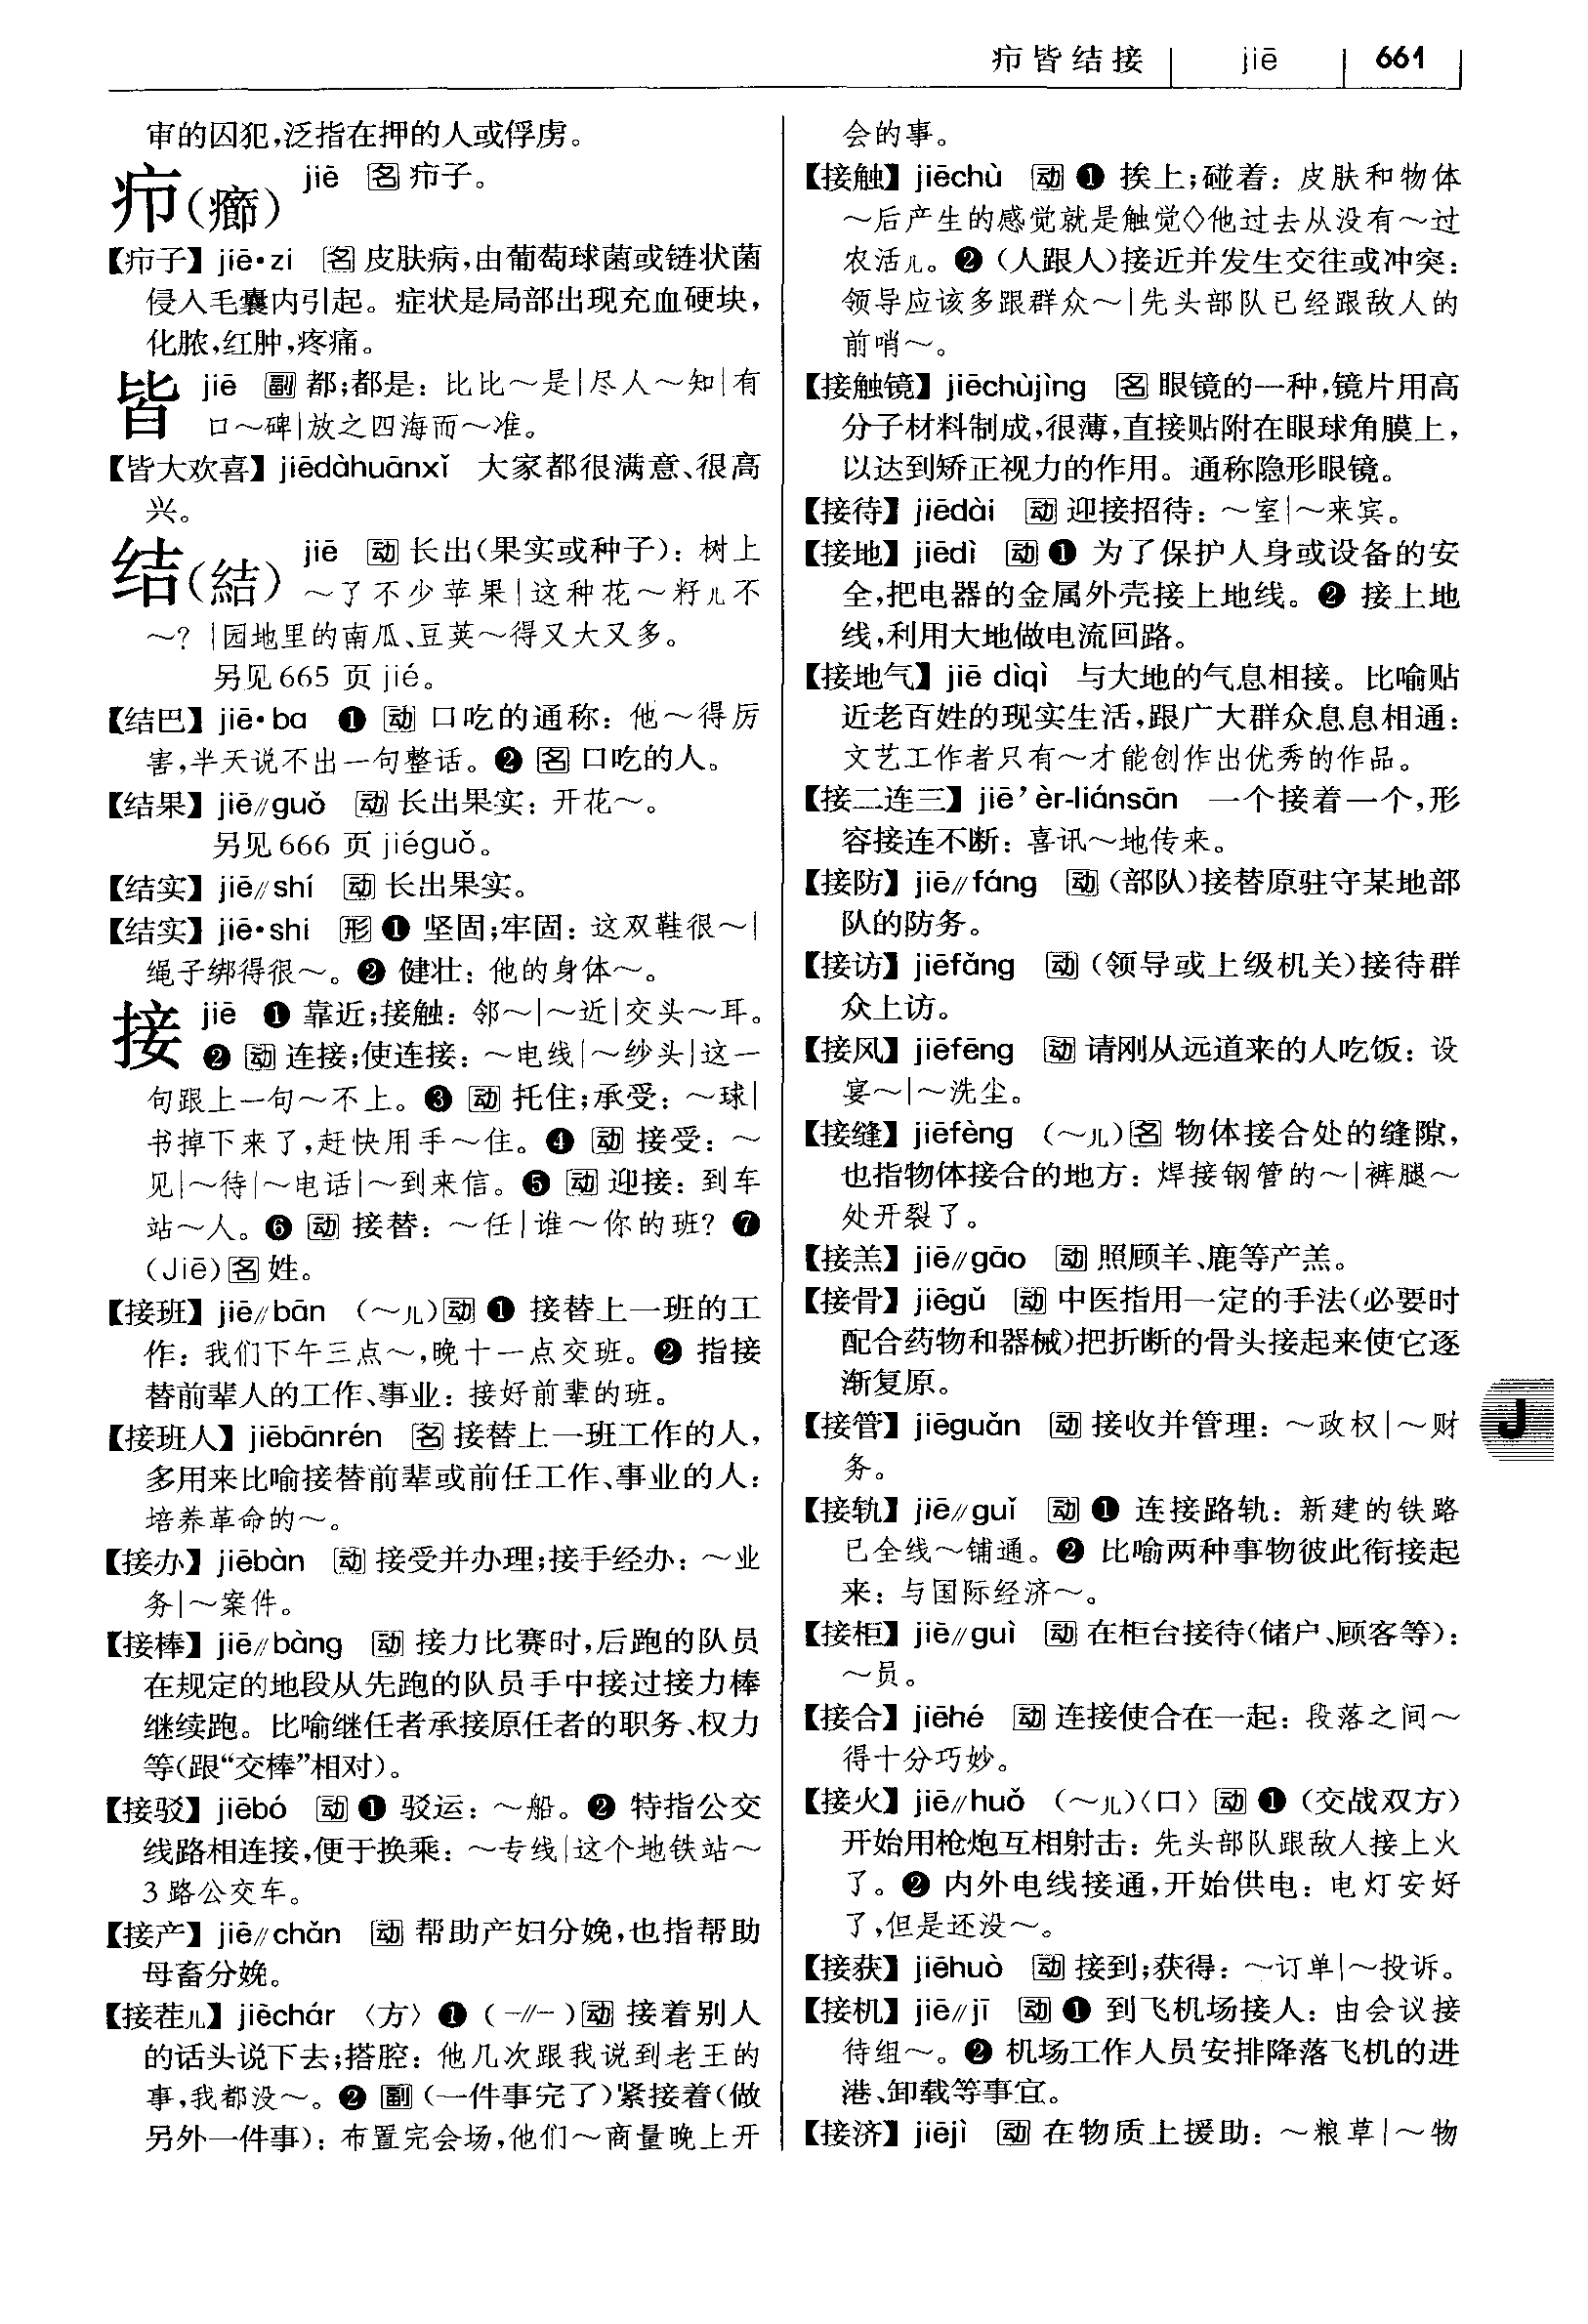 疖皆结接 jiē 661
审的囚犯,泛指在押的人或俘虏。
疖(癤) jiē 名 疖子。
【疖子】 jiē·zi 名 皮肤病,由葡萄球菌或链状菌
侵入毛囊内引起。症状是局部出现充血硬块,
化脓,红肿,疼痛。
皆 jiē 副 都;都是:比比～是|尽人～知|有
口～碑|放之四海而～准。
【皆大欢喜】 jiēdàhuānxǐ 大家都很满意、很高
兴。
结(結) jiē 动 长出(果实或种子):树上
～了不少苹果|这种花～籽儿不
～?|园地里的南瓜、豆荚～得又大又多。
另见665 页 jié。
【结巴】 jiē·ba ❶ 动 口吃的通称:他～得厉
害,半天说不出一句整话。❷ 名 口吃的人。
【结果】 jiē∥guǒ 动 长出果实:开花～。
另见666 页 jiéguǒ。
【结实】 jiē∥shí 动 长出果实。
【结实】 jiē·shi 形 ❶ 坚固;牢固:这双鞋很～|
绳子绑得很～。❷ 健壮:他的身体～。
接 jiē ❶ 靠近;接触:邻～|～近|交头～耳。
❷ 动 连接;使连接:～电线|～纱头|这一
句跟上一句～不上。❸ 动 托住;承受:～球|
书掉下来了,赶快用手～住。❹ 动 接受:～
见|～待|～电话|～到来信。❺ 动 迎接:到车
站～人。❻ 动 接替:～任|谁～你的班?❼
(Jiē)名 姓。
【接班】 jiē∥bān (～儿)动 ❶ 接替上一班的工
作:我们下午三点～,晚十一点交班。❷ 指接
替前辈人的工作、事业:接好前辈的班。
【接班人】 jiēbānrén 名 接替上一班工作的人,
多用来比喻接替前辈或前任工作、事业的人:
培养革命的～。
【接办】 jiēbàn 动 接受并办理;接手经办:～业
务|～案件。
【接棒】 jiē∥bàng 动 接力比赛时,后跑的队员
在规定的地段从先跑的队员手中接过接力棒
继续跑。比喻继任者承接原任者的职务、权力
等(跟“交棒”相对)。
【接驳】 jiēbó 动 ❶ 驳运:～船。❷ 特指公交
线路相连接,便于换乘:～专线|这个地铁站～
3路公交车。
【接产】 jiē∥chǎn 动 帮助产妇分娩,也指帮助
母畜分娩。
【接茬儿】 jiēchár 〈方〉 ❶ (-∥-)动 接着别人
的话头说下去;搭腔:他几次跟我说到老王的
事,我都没～。❷ 副 (一件事完了)紧接着(做
另外一件事):布置完会场,他们～商量晚上开
会的事。
【接触】 jiēchù 动 ❶ 挨上;碰着:皮肤和物体
～后产生的感觉就是触觉◇他过去从没有～过
农活儿。❷ (人跟人)接近并发生交往或冲突:
领导应该多跟群众～|先头部队已经跟敌人的
前哨～。
【接触镜】 jiēchùjìng 名 眼镜的一种,镜片用高
分子材料制成,很薄,直接贴附在眼球角膜上,
以达到矫正视力的作用。通称隐形眼镜。
【接待】 jiēdài 动 迎接招待:～室|～来宾。
【接地】 jiēdì 动 ❶ 为了保护人身或设备的安
全,把电器的金属外壳接上地线。❷ 接上地
线,利用大地做电流回路。
【接地气】 jiē dìqì 与大地的气息相接。比喻贴
近老百姓的现实生活,跟广大群众息息相通:
文艺工作者只有～才能创作出优秀的作品。
【接二连三】 jiē’èr-liánsān 一个接着一个,形
容接连不断:喜讯～地传来。
【接防】 jiē∥fáng 动 (部队)接替原驻守某地部
队的防务。
【接访】 jiēfǎng 动 (领导或上级机关)接待群
众上访。
【接风】 jiēfēng 动 请刚从远道来的人吃饭:设
宴～|～洗尘。
【接缝】 jiēfèng (～儿)名 物体接合处的缝隙,
也指物体接合的地方:焊接钢管的～|裤腿～
处开裂了。
【接羔】 jiē∥gāo 动 照顾羊、鹿等产羔。
【接骨】 jiēgǔ 动 中医指用一定的手法(必要时
配合药物和器械)把折断的骨头接起来使它逐
渐复原。
【接管】 jiēguǎn 动 接收并管理:～政权|～财
务。
【接轨】 jiē∥guǐ 动 ❶ 连接路轨:新建的铁路
已全线～铺通。❷ 比喻两种事物彼此衔接起
来:与国际经济～。
【接柜】 jiē∥guì 动 在柜台接待(储户、顾客等):
～员。
【接合】 jiēhé 动 连接使合在一起:段落之间～
得十分巧妙。
【接火】 jiē∥huǒ (～儿)〈口〉 动 ❶ (交战双方)
开始用枪炮互相射击:先头部队跟敌人接上火
了。❷ 内外电线接通,开始供电:电灯安好
了,但是还没～。
【接获】 jiēhuò 动 接到;获得:～订单|～投诉。
【接机】 jiē∥jī 动 ❶ 到飞机场接人:由会议接
待组～。❷ 机场工作人员安排降落飞机的进
港、卸载等事宜。
【接济】 jiējì 动 在物质上援助:～粮草|～物
J